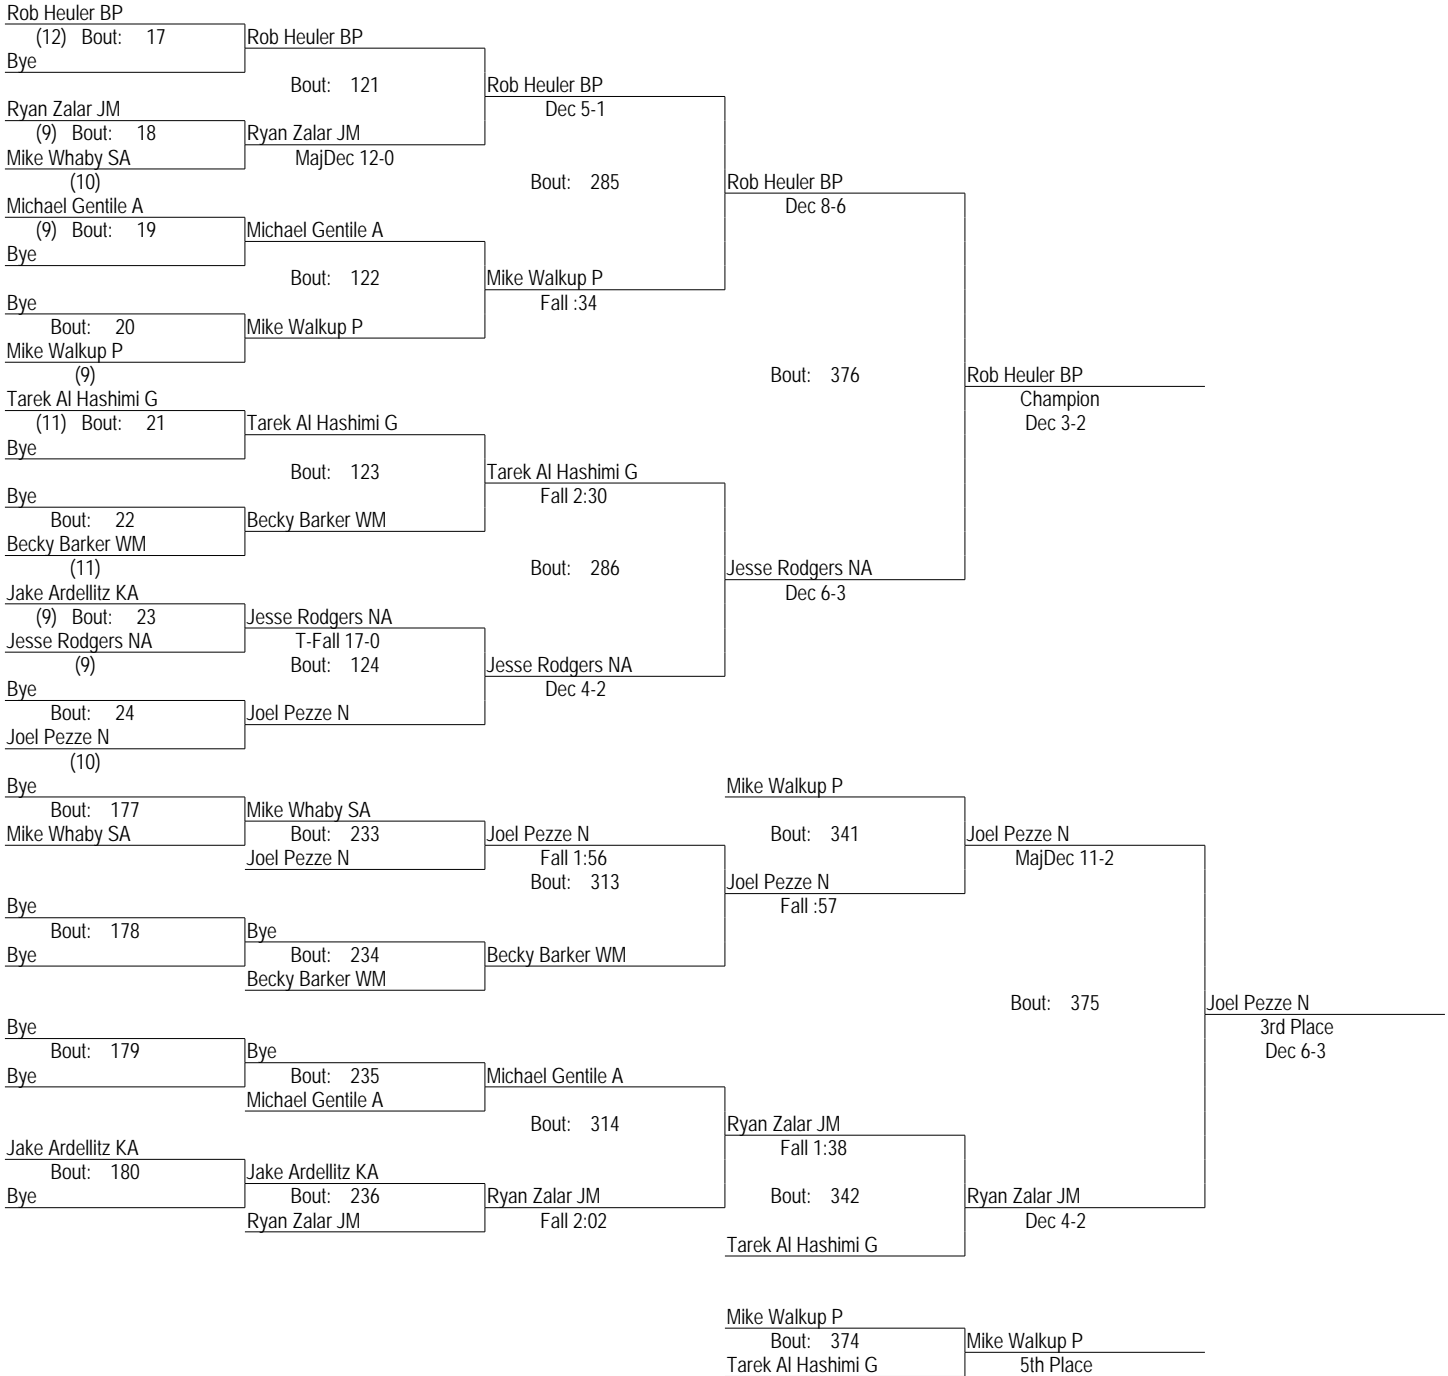 Rob Heuler BP
(12) Bout: 17 Rob Heuler BP
Bye
Bout: 121 Rob Heuler BP
Ryan Zalar JM Dec 5-1
(9) Bout: 18 Ryan Zalar JM
Mike Whaby SA MajDec 12-0
(10) Bout: 285 Rob Heuler BP
Michael Gentile A Dec 8-6
(9) Bout: 19 Michael Gentile A
Bye
Bout: 122 Mike Walkup P
Bye Fall :34
Bout: 20 Mike Walkup P
Mike Walkup P
(9) Bout: 376 Rob Heuler BP
Tarek Al Hashimi G Champion
(11) Bout: 21 Tarek Al Hashimi G Dec 3-2
Bye
Bout: 123 Tarek Al Hashimi G
Bye Fall 2:30
Bout: 22 Becky Barker WM
Becky Barker WM
(11) Bout: 286 Jesse Rodgers NA
Jake Ardellitz KA Dec 6-3
(9) Bout: 23 Jesse Rodgers NA
Jesse Rodgers NA T-Fall 17-0
(9) Bout: 124 Jesse Rodgers NA
Bye Dec 4-2
Bout: 24 Joel Pezze N
Joel Pezze N
(10)
Bye Mike Walkup P
Bout: 177 Mike Whaby SA
Mike Whaby SA Bout: 233 Joel Pezze N Bout: 341 Joel Pezze N
Joel Pezze N Fall 1:56 MajDec 11-2
Bout: 313 Joel Pezze N
Bye Fall :57
Bout: 178 Bye
Bye Bout: 234 Becky Barker WM
Becky Barker WM
Bout: 375 Joel Pezze N
Bye 3rd Place
Bout: 179 Bye Dec 6-3
Bye Bout: 235 Michael Gentile A
Michael Gentile A
Bout: 314 Ryan Zalar JM
Jake Ardellitz KA Fall 1:38
Bout: 180 Jake Ardellitz KA
Bye Bout: 236 Ryan Zalar JM Bout: 342 Ryan Zalar JM
Ryan Zalar JM Fall 2:02 Dec 4-2
Tarek Al Hashimi G
Mike Walkup P
Bout: 374 Mike Walkup P
Tarek Al Hashimi G 5th Place